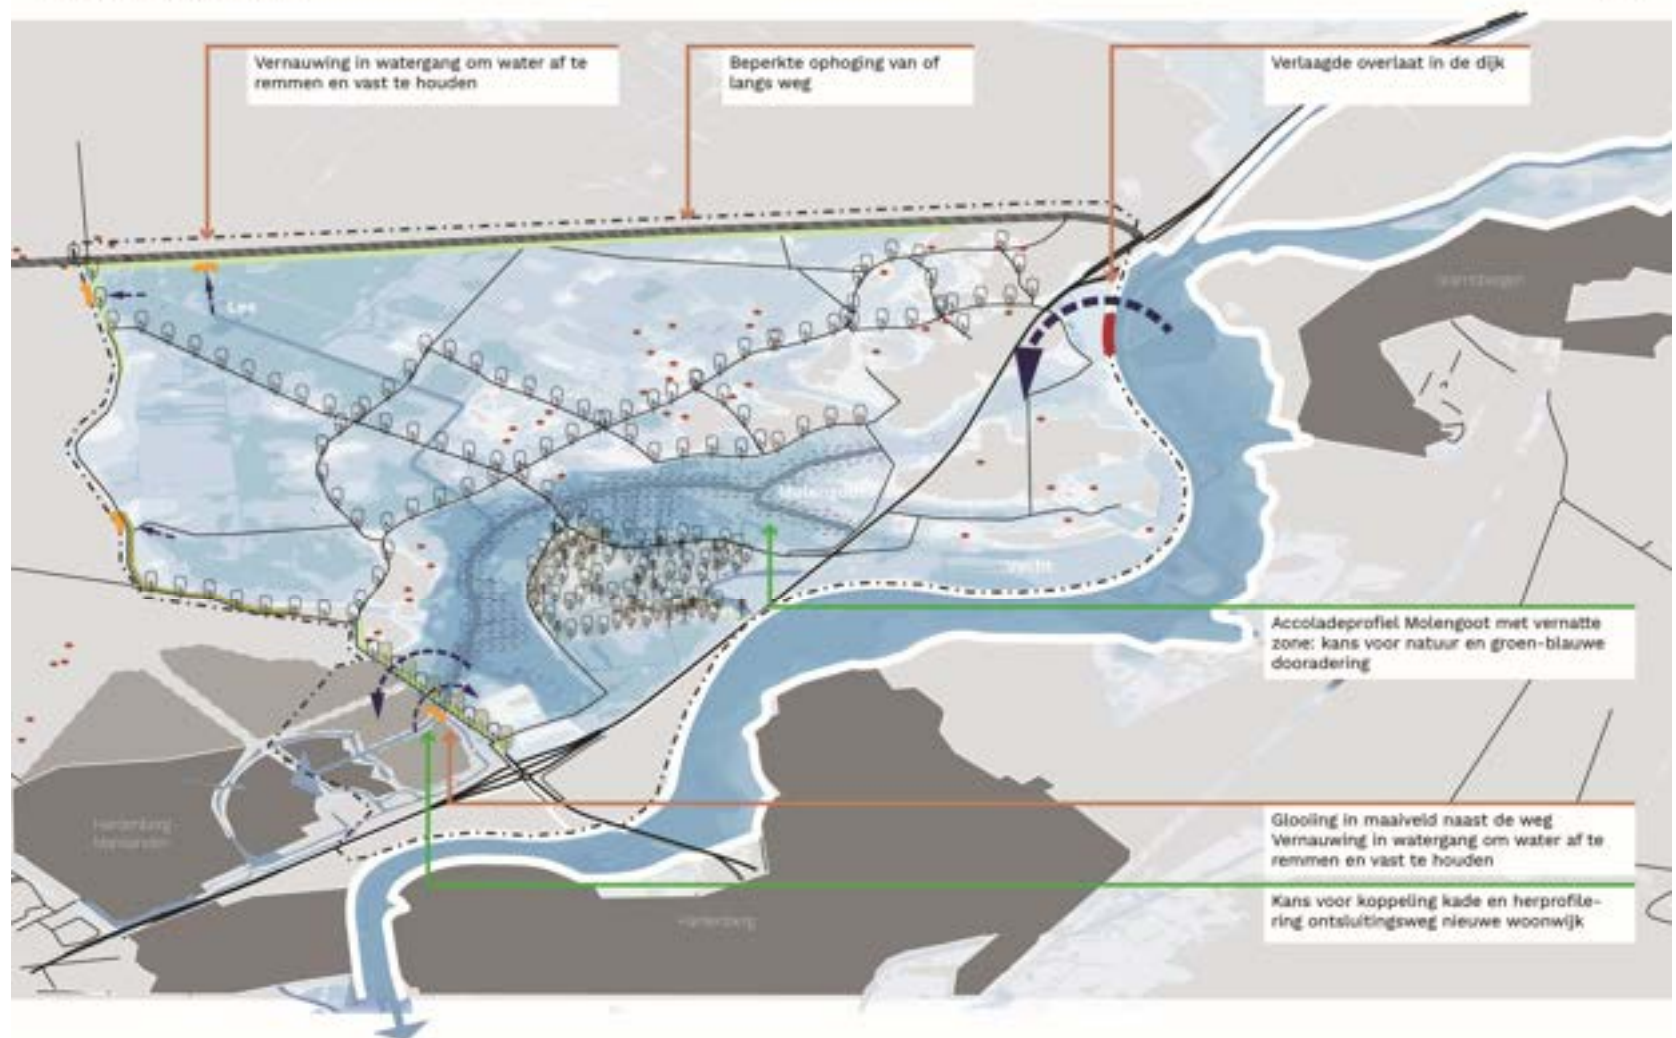 Vernauwing in watergang om water af te
remmen en vast te houden
Beperkte ophoging van of
langs weg
Verlaagde overlaat in de dijk
Gramsbergen
Lee
Molengoot
Vecht
Accoladeprofiel Molengoot met vernatte
zone: kans voor natuur en groen-blauwe
dooradering
Glooiing in maaiveld naast de weg
Vernauwing in watergang om water af te
remmen en vast te houden
Hardenberg
Kans voor koppeling kade en herprofile-
ring ontsluitingsweg nieuwe woonwijk
Hardenberg